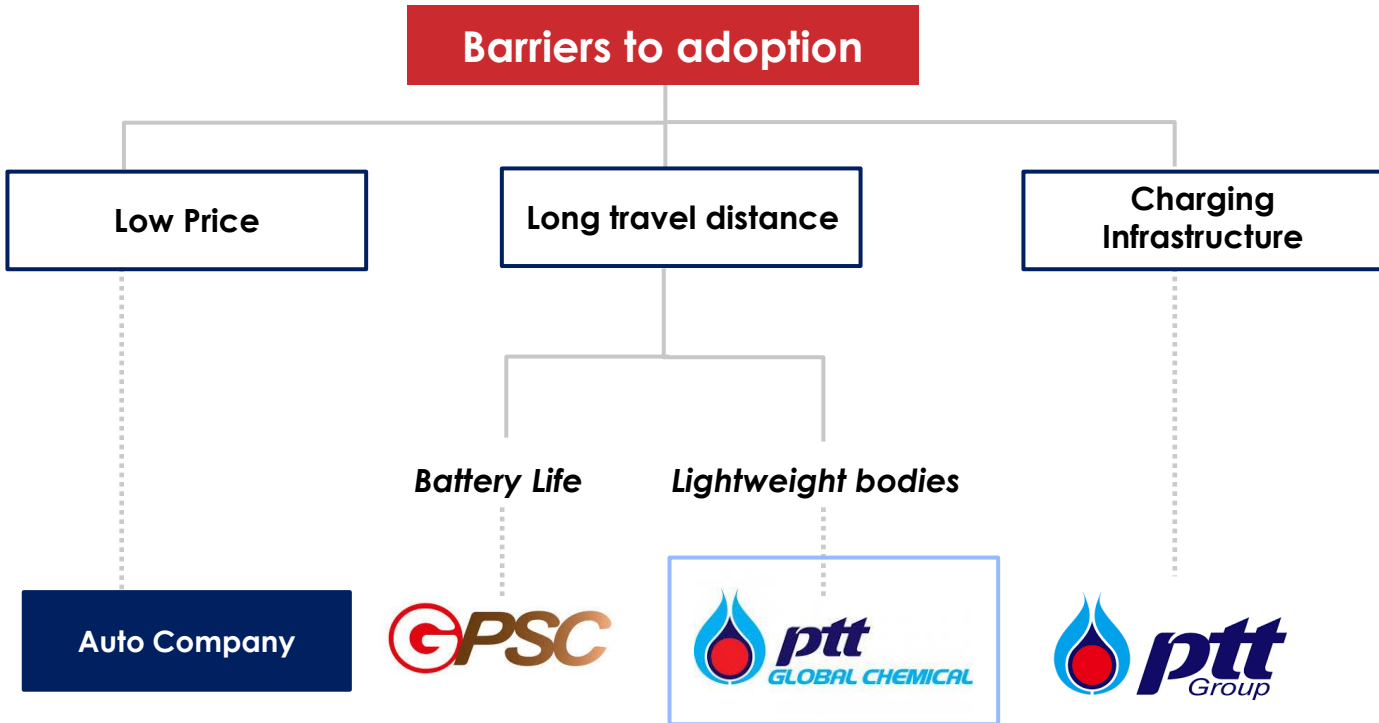 Barriers to adoption
Low Price
Long travel distance
Charging
Infrastructure
Battery Life
Lightweight bodies
Auto Company
GPSC
ptt
GLOBAL CHEMICAL
ptt
Group